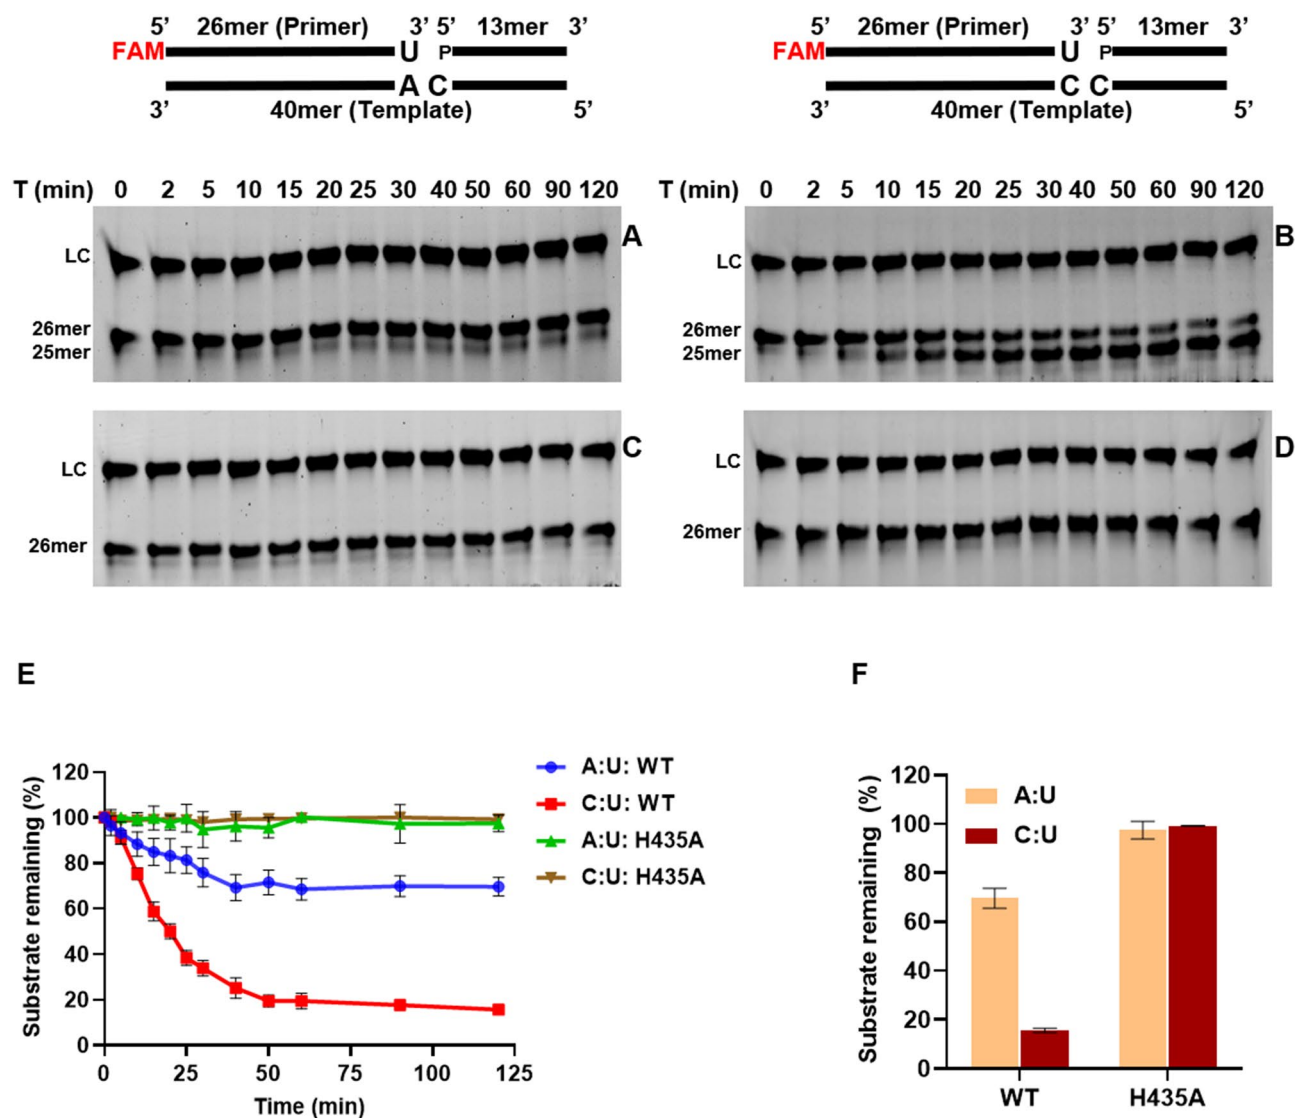 5’ 26mer (Primer) 3’ 5’ 13mer 3’
FAM U P
A C
3’ 40mer (Template) 5’
5’ 26mer (Primer) 3’ 5’ 13mer 3’
FAM U P
C C
3’ 40mer (Template) 5’
T (min) 0 2 5 10 15 20 25 30 40 50 60 90 120
A
LC
26mer
25mer
T (min) 0 2 5 10 15 20 25 30 40 50 60 90 120
B
LC
26mer
25mer
C
LC
26mer
D
LC
26mer
E
Substrate remaining (%)
120
100
80
60
40
20
0
0 25 50 75 100 125
Time (min)
A:U: WT
C:U: WT
A:U: H435A
C:U: H435A
F
Substrate remaining (%)
120
100
80
60
40
20
0
A:U
C:U
WT H435A